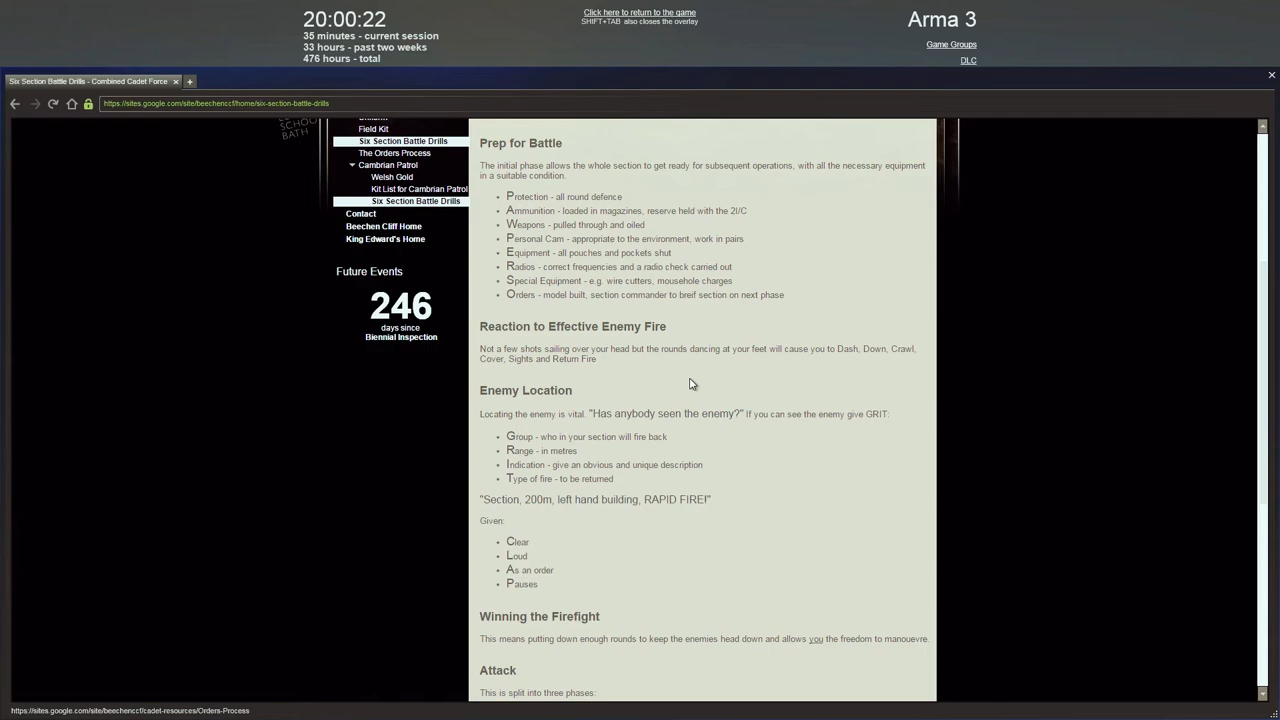 20:00:22
35 minutes - current session
33 hours - past two weeks
476 hours - total
Click here to return to the game
SHIFT+TAB also closes the overlay
Arma 3
Game Groups
DLC
Six Section Battle Drills - Combined Cadet Force
https://sites.google.com/site/beechenccf/home/six-section-battle-drills
SCHOO
BATH
Field Kit
Six Section Battle Drills
The Orders Process
Cambrian Patrol
Welsh Gold
Kit List for Cambrian Patrol
Six Section Battle Drills
Contact
Beechen Cliff Home
King Edward's Home
Future Events
246
days since
Biennial Inspection
Prep for Battle
The initial phase allows the whole section to get ready for subsequent operations, with all the necessary equipment
in a suitable condition.
Protection - all round defence
Ammunition - loaded in magazines, reserve held with the 2I/C
Weapons - pulled through and oiled
Personal Cam - appropriate to the environment, work in pairs
Equipment - all pouches and pockets shut
Radios - correct frequencies and a radio check carried out
Special Equipment - e.g. wire cutters, mousehole charges
Orders - model built, section commander to breif section on next phase
Reaction to Effective Enemy Fire
Not a few shots sailing over your head but the rounds dancing at your feet will cause you to Dash, Down, Crawl,
Cover, Sights and Return Fire
Enemy Location
Locating the enemy is vital. "Has anybody seen the enemy?" If you can see the enemy give GRIT:
Group - who in your section will fire back
Range - in metres
Indication - give an obvious and unique description
Type of fire - to be returned
"Section, 200m, left hand building, RAPID FIRE!"
Given:
Clear
Loud
As an order
Pauses
Winning the Firefight
This means putting down enough rounds to keep the enemies head down and allows you the freedom to manouevre.
Attack
This is split into three phases:
https://sites.google.com/site/beechenccf/cadet-resources/Orders-Process